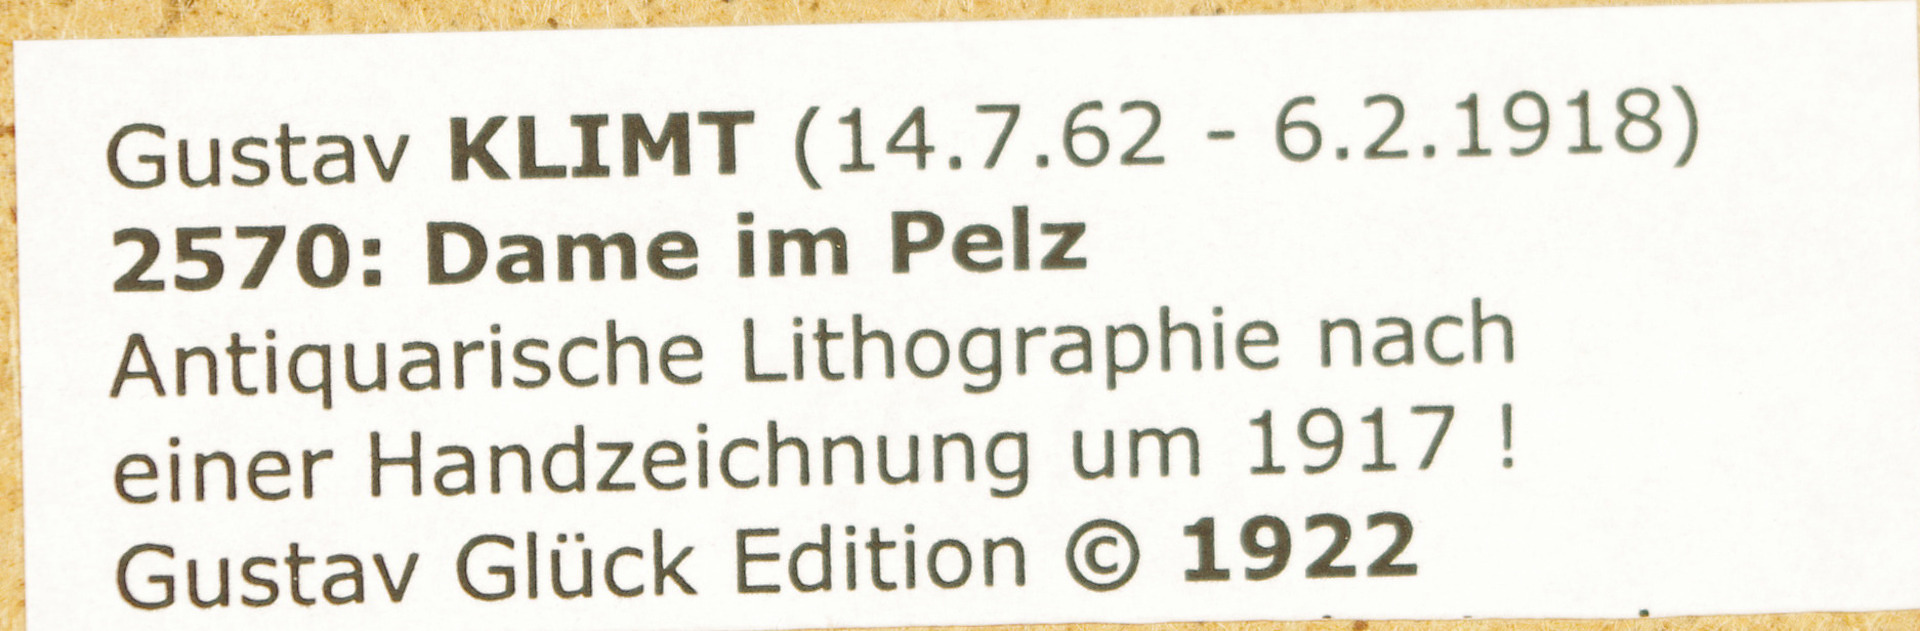 Gustav KLIMT (14.7.62 - 6.2.1918)
2570: Dame im Pelz
Antiquarische Lithographie nach
einer Handzeichnung um 1917 !
Gustav Glück Edition © 1922